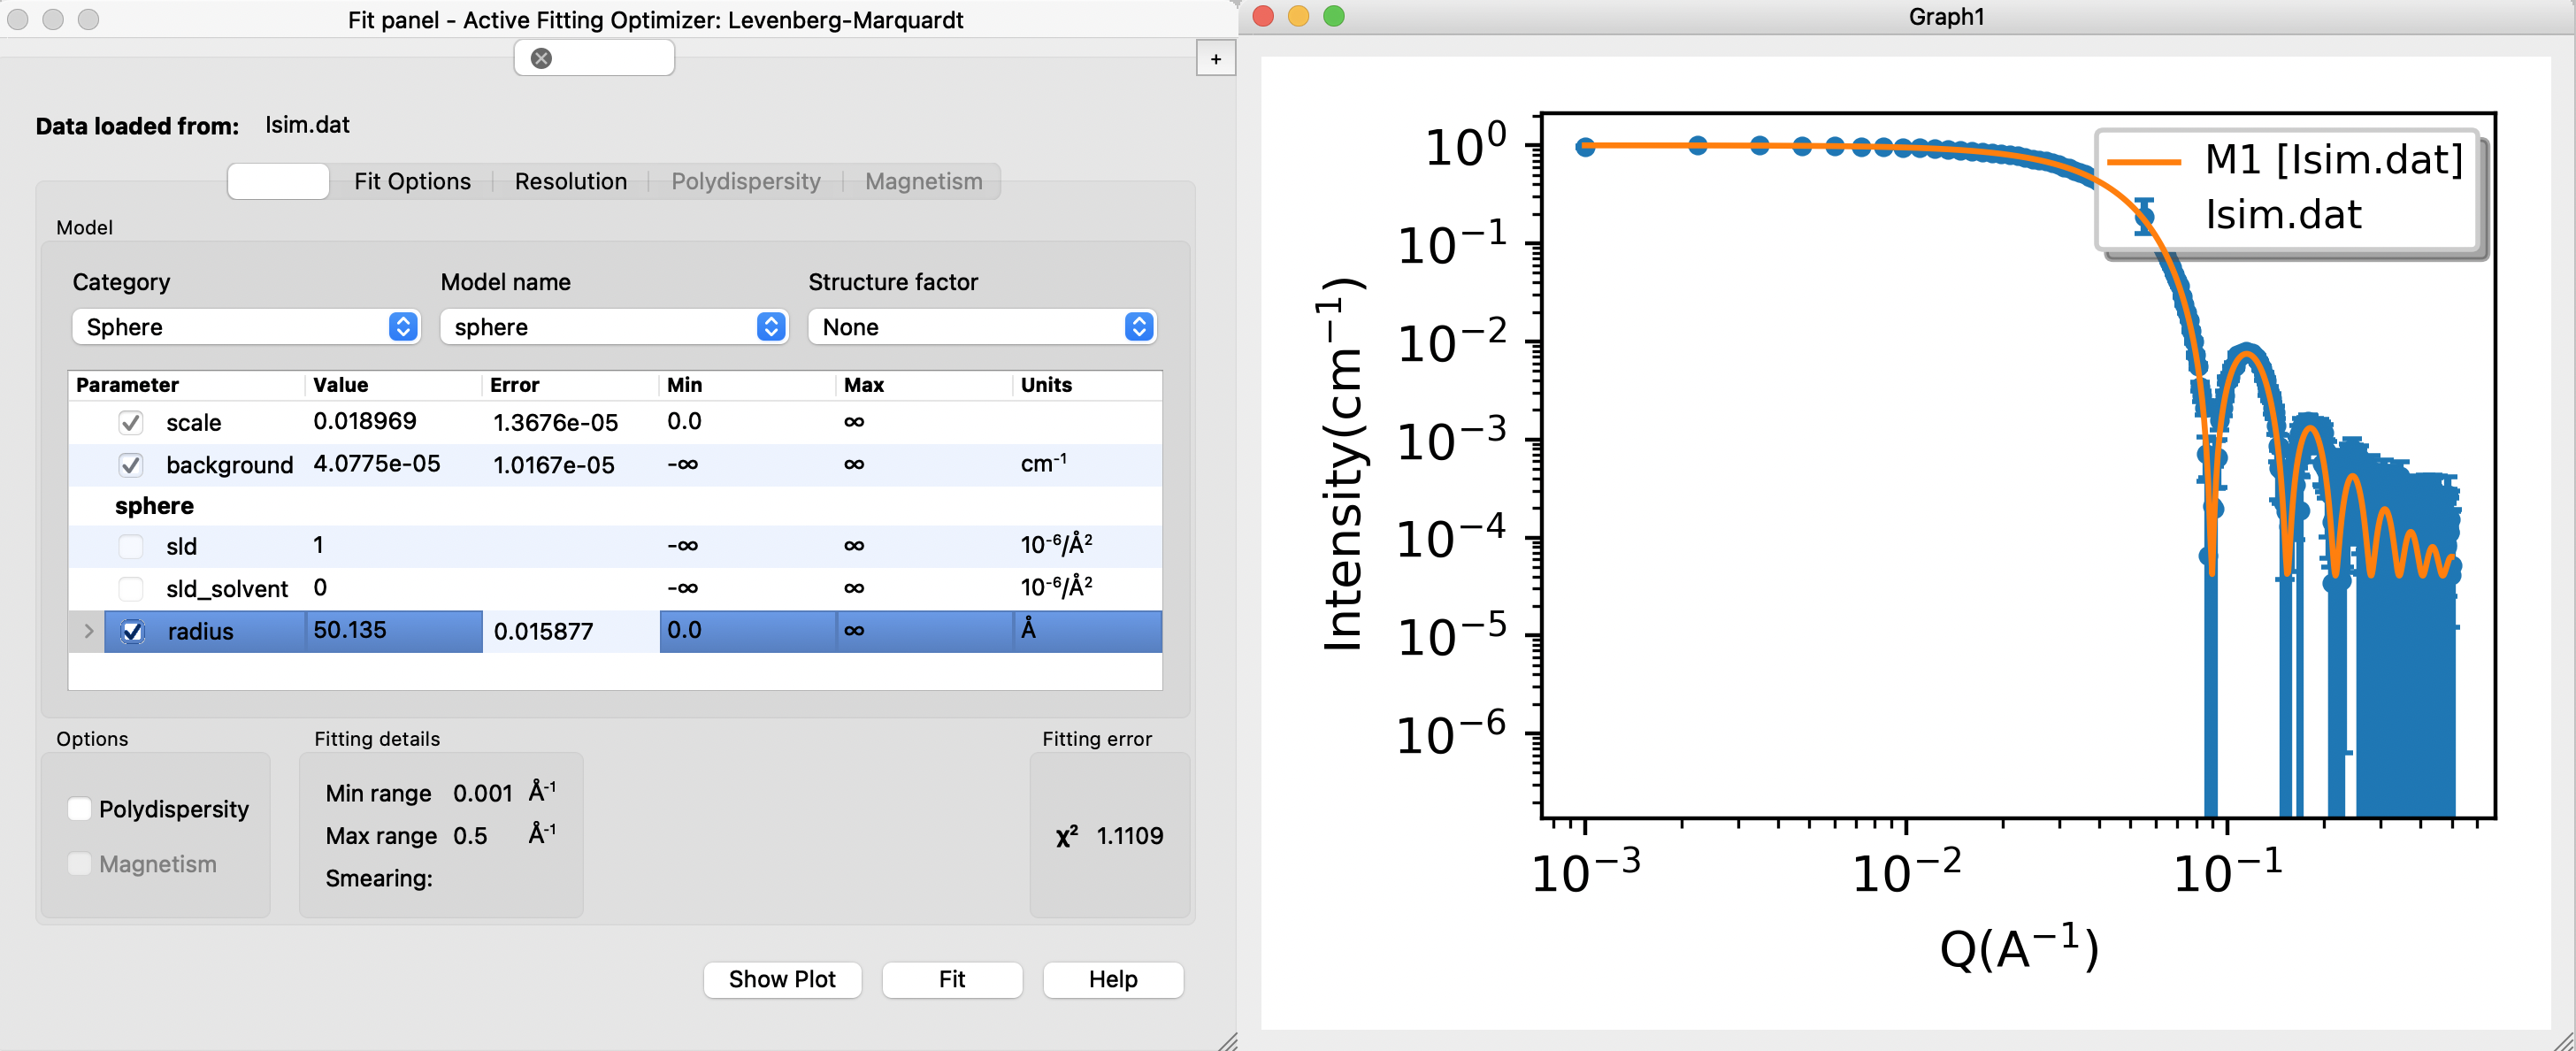 Fit panel - Active Fitting Optimizer: Levenberg-Marquardt
+
Data loaded from: Isim.dat
Fit Options Resolution Polydispersity Magnetism
Model
Category Model name Structure factor
Sphere sphere None
Parameter Value Error Min Max Units
scale 0.018969 1.3676e-05 0.0 ∞
background 4.0775e-05 1.0167e-05 -∞ ∞ cm⁻¹
sphere
sld 1 -∞ ∞ 10⁻⁶/Å²
sld_solvent 0 -∞ ∞ 10⁻⁶/Å²
radius 50.135 0.015877 0.0 ∞ Å
Options Fitting details Fitting error
Polydispersity
Magnetism
Min range 0.001 Å⁻¹
Max range 0.5 Å⁻¹
Smearing:
χ² 1.1109
Show Plot Fit Help
Graph1
M1 [Isim.dat]
Isim.dat
Intensity(cm⁻¹)
10⁰
10⁻¹
10⁻²
10⁻³
10⁻⁴
10⁻⁵
10⁻⁶
10⁻³ 10⁻² 10⁻¹
Q(A⁻¹)